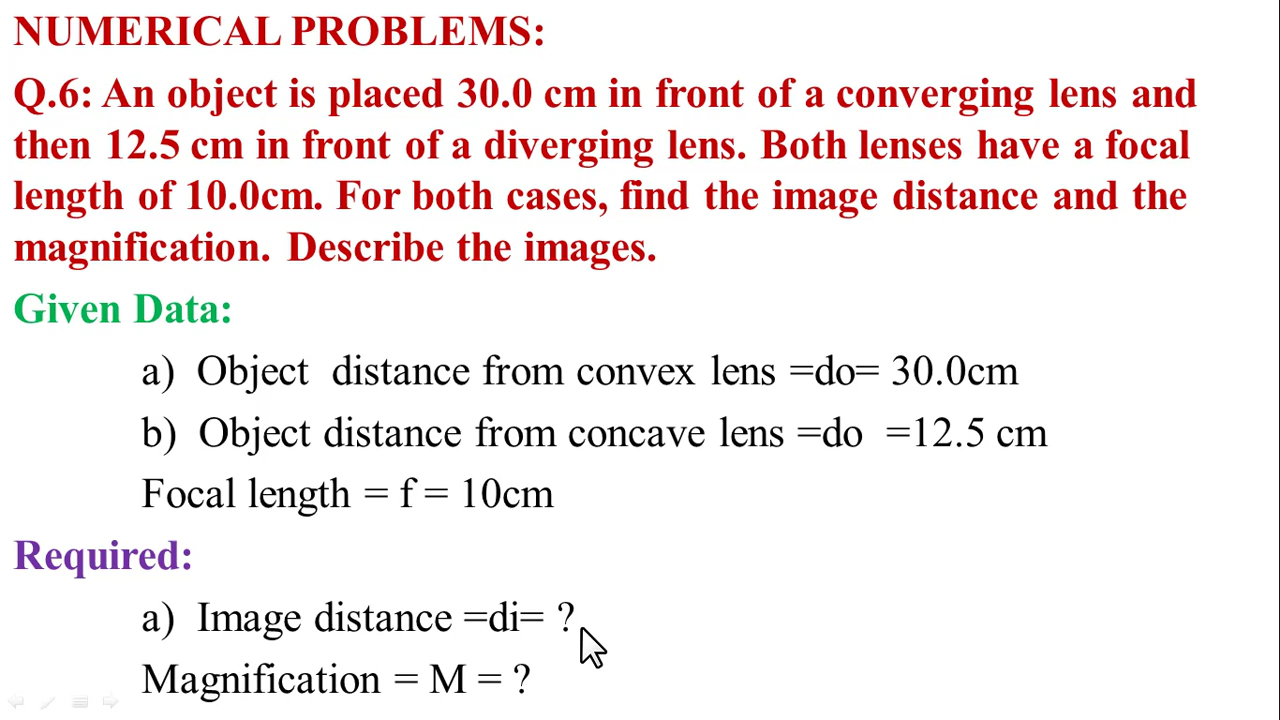 NUMERICAL PROBLEMS:
Q.6: An object is placed 30.0 cm in front of a converging lens and
then 12.5 cm in front of a diverging lens. Both lenses have a focal
length of 10.0cm. For both cases, find the image distance and the
magnification. Describe the images.
Given Data:
a) Object distance from convex lens =do= 30.0cm
b) Object distance from concave lens =do =12.5 cm
Focal length = f = 10cm
Required:
a) Image distance =di= ?
Magnification = M = ?